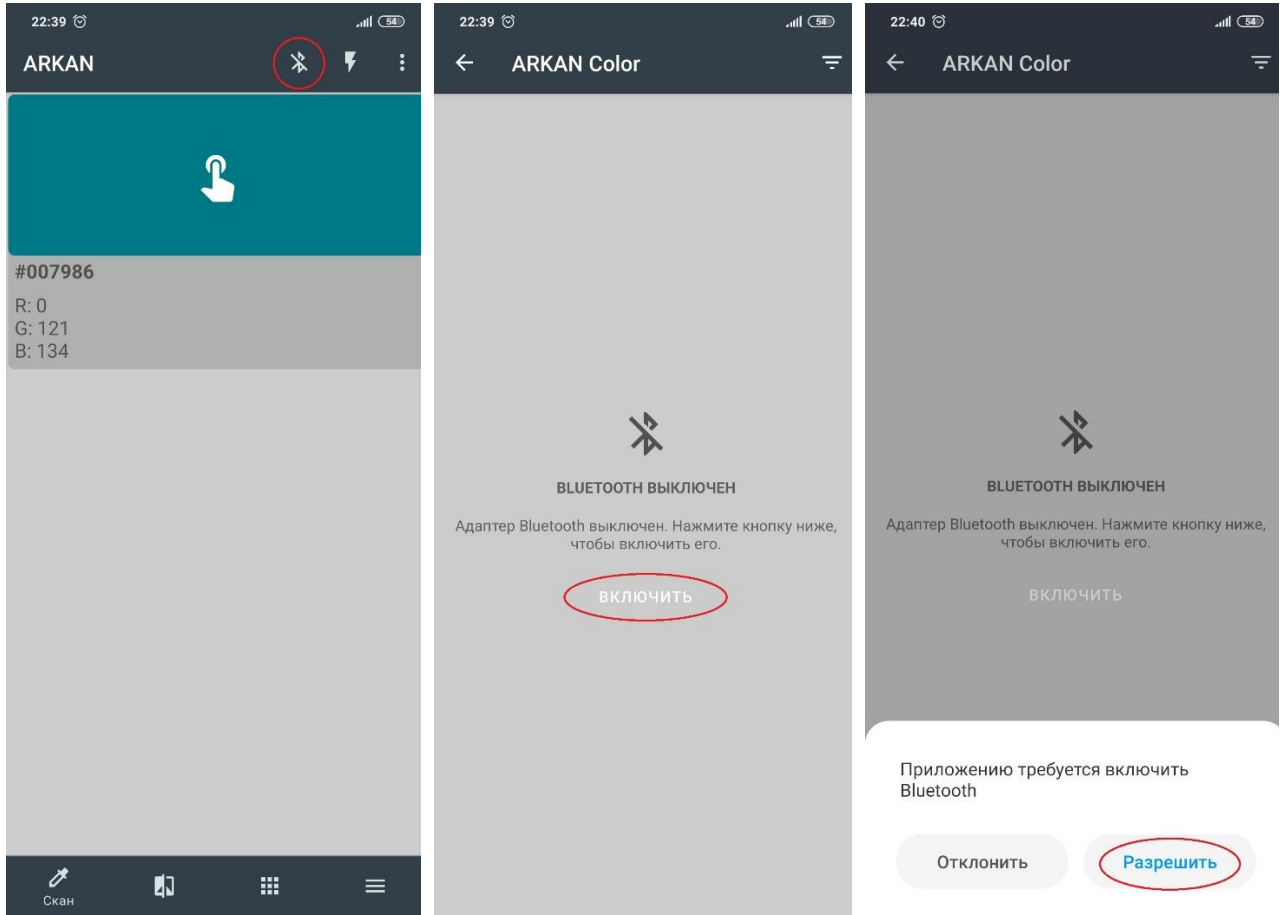 22:39
54
ARKAN
#007986
R: 0
G: 121
B: 134
Скан
22:39
54
ARKAN Color
BLUETOOTH ВЫКЛЮЧЕН
Адаптер Bluetooth выключен. Нажмите кнопку ниже,
чтобы включить его.
ВКЛЮЧИТЬ
22:40
54
ARKAN Color
BLUETOOTH ВЫКЛЮЧЕН
Адаптер Bluetooth выключен. Нажмите кнопку ниже,
чтобы включить его.
ВКЛЮЧИТЬ
Приложению требуется включить
Bluetooth
Отклонить
Разрешить